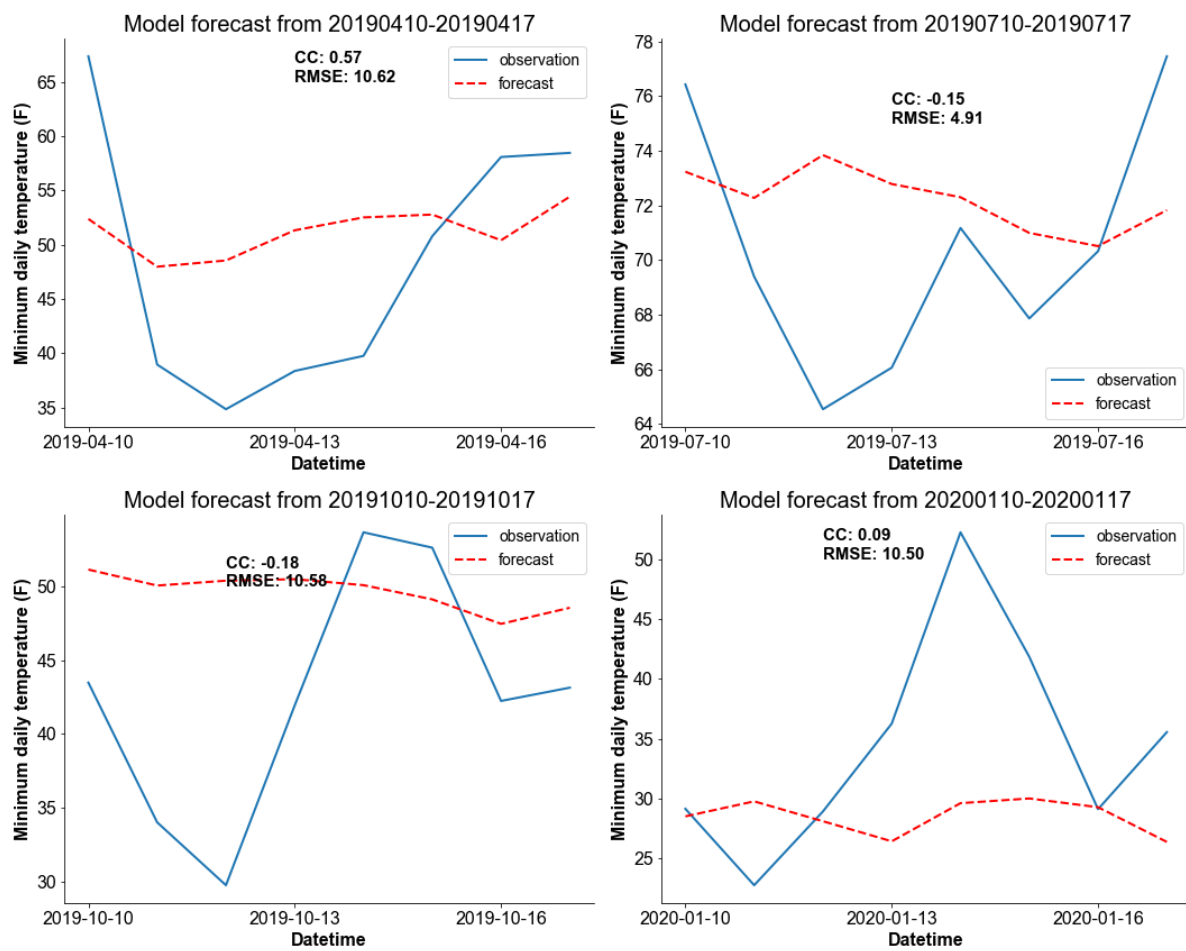 Model forecast from 20190410-20190417
CC: 0.57
RMSE: 10.62
observation
forecast
Minimum daily temperature (F)
65
60
55
50
45
40
35
2019-04-10
2019-04-13
2019-04-16
Datetime
Model forecast from 20190710-20190717
CC: -0.15
RMSE: 4.91
observation
forecast
Minimum daily temperature (F)
78
76
74
72
70
68
66
64
2019-07-10
2019-07-13
2019-07-16
Datetime
Model forecast from 20191010-20191017
CC: -0.18
RMSE: 10.58
observation
forecast
Minimum daily temperature (F)
50
45
40
35
30
2019-10-10
2019-10-13
2019-10-16
Datetime
Model forecast from 20200110-20200117
CC: 0.09
RMSE: 10.50
observation
forecast
Minimum daily temperature (F)
50
45
40
35
30
25
2020-01-10
2020-01-13
2020-01-16
Datetime